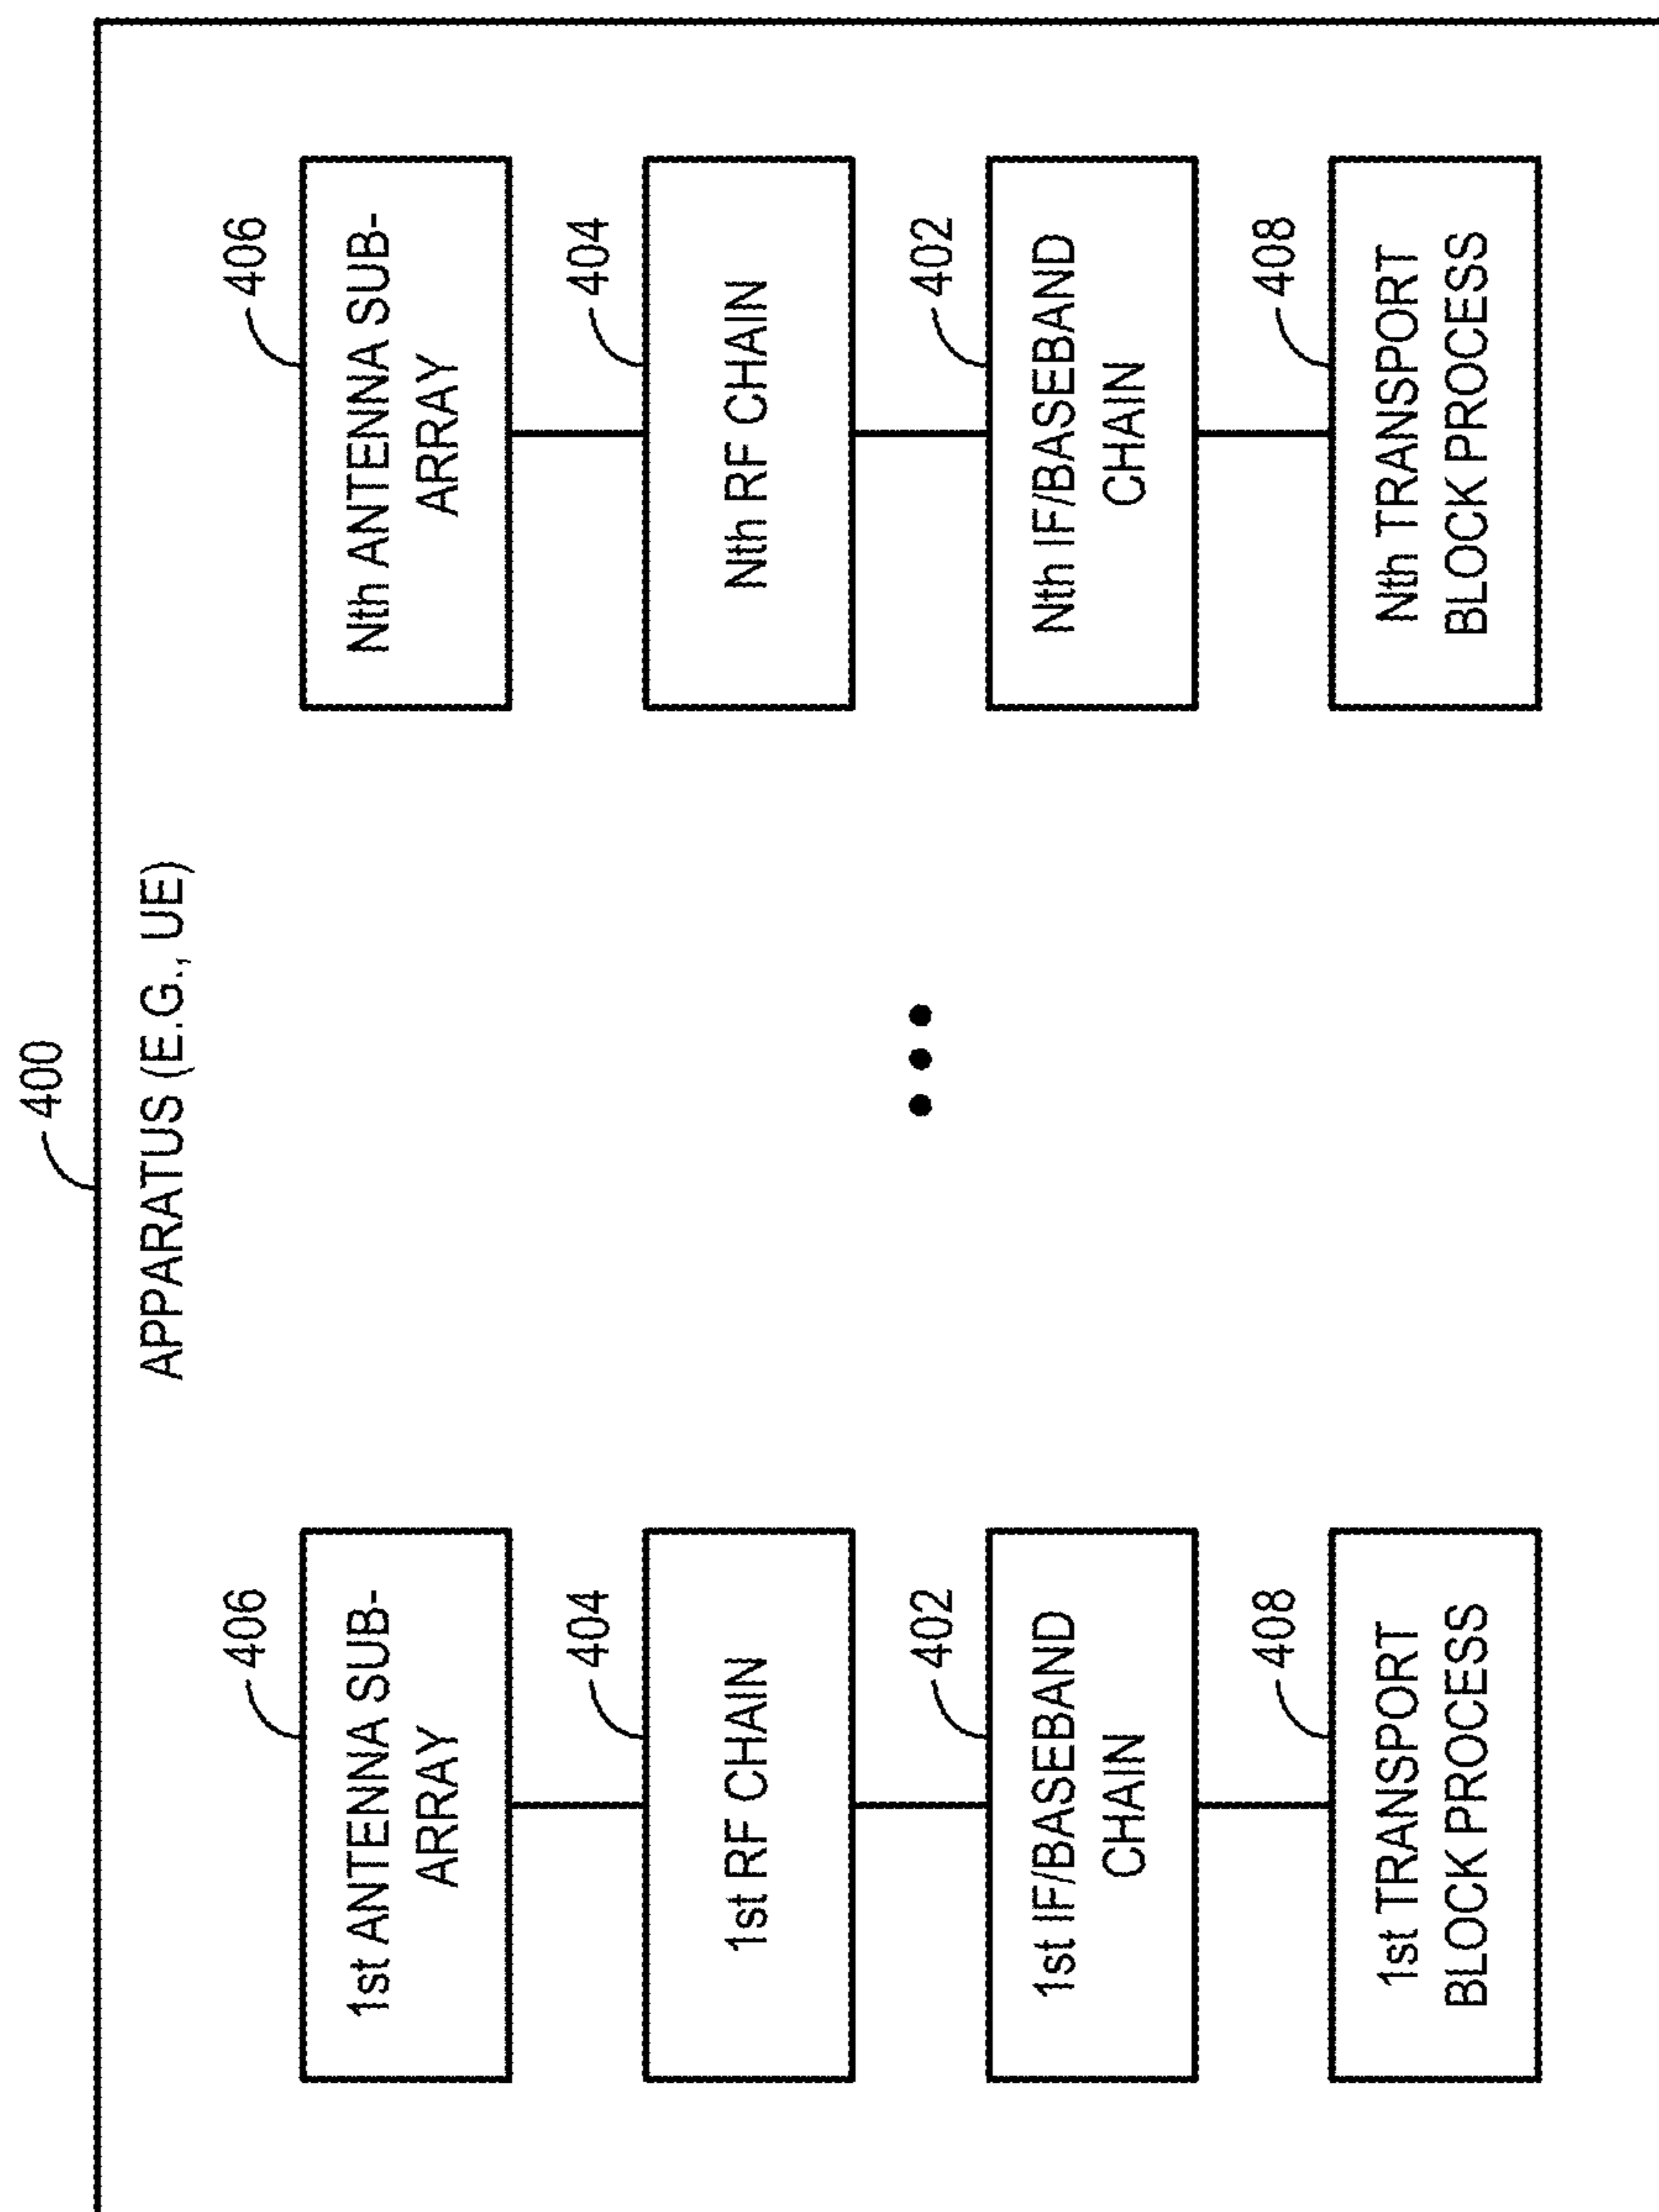 400
APPARATUS (E.G., UE)
406
1st ANTENNA SUB-
ARRAY
404
1st RF CHAIN
402
1st IF/BASEBAND
CHAIN
408
1st TRANSPORT
BLOCK PROCESS
406
Nth ANTENNA SUB-
ARRAY
404
Nth RF CHAIN
402
Nth IF/BASEBAND
CHAIN
408
Nth TRANSPORT
BLOCK PROCESS